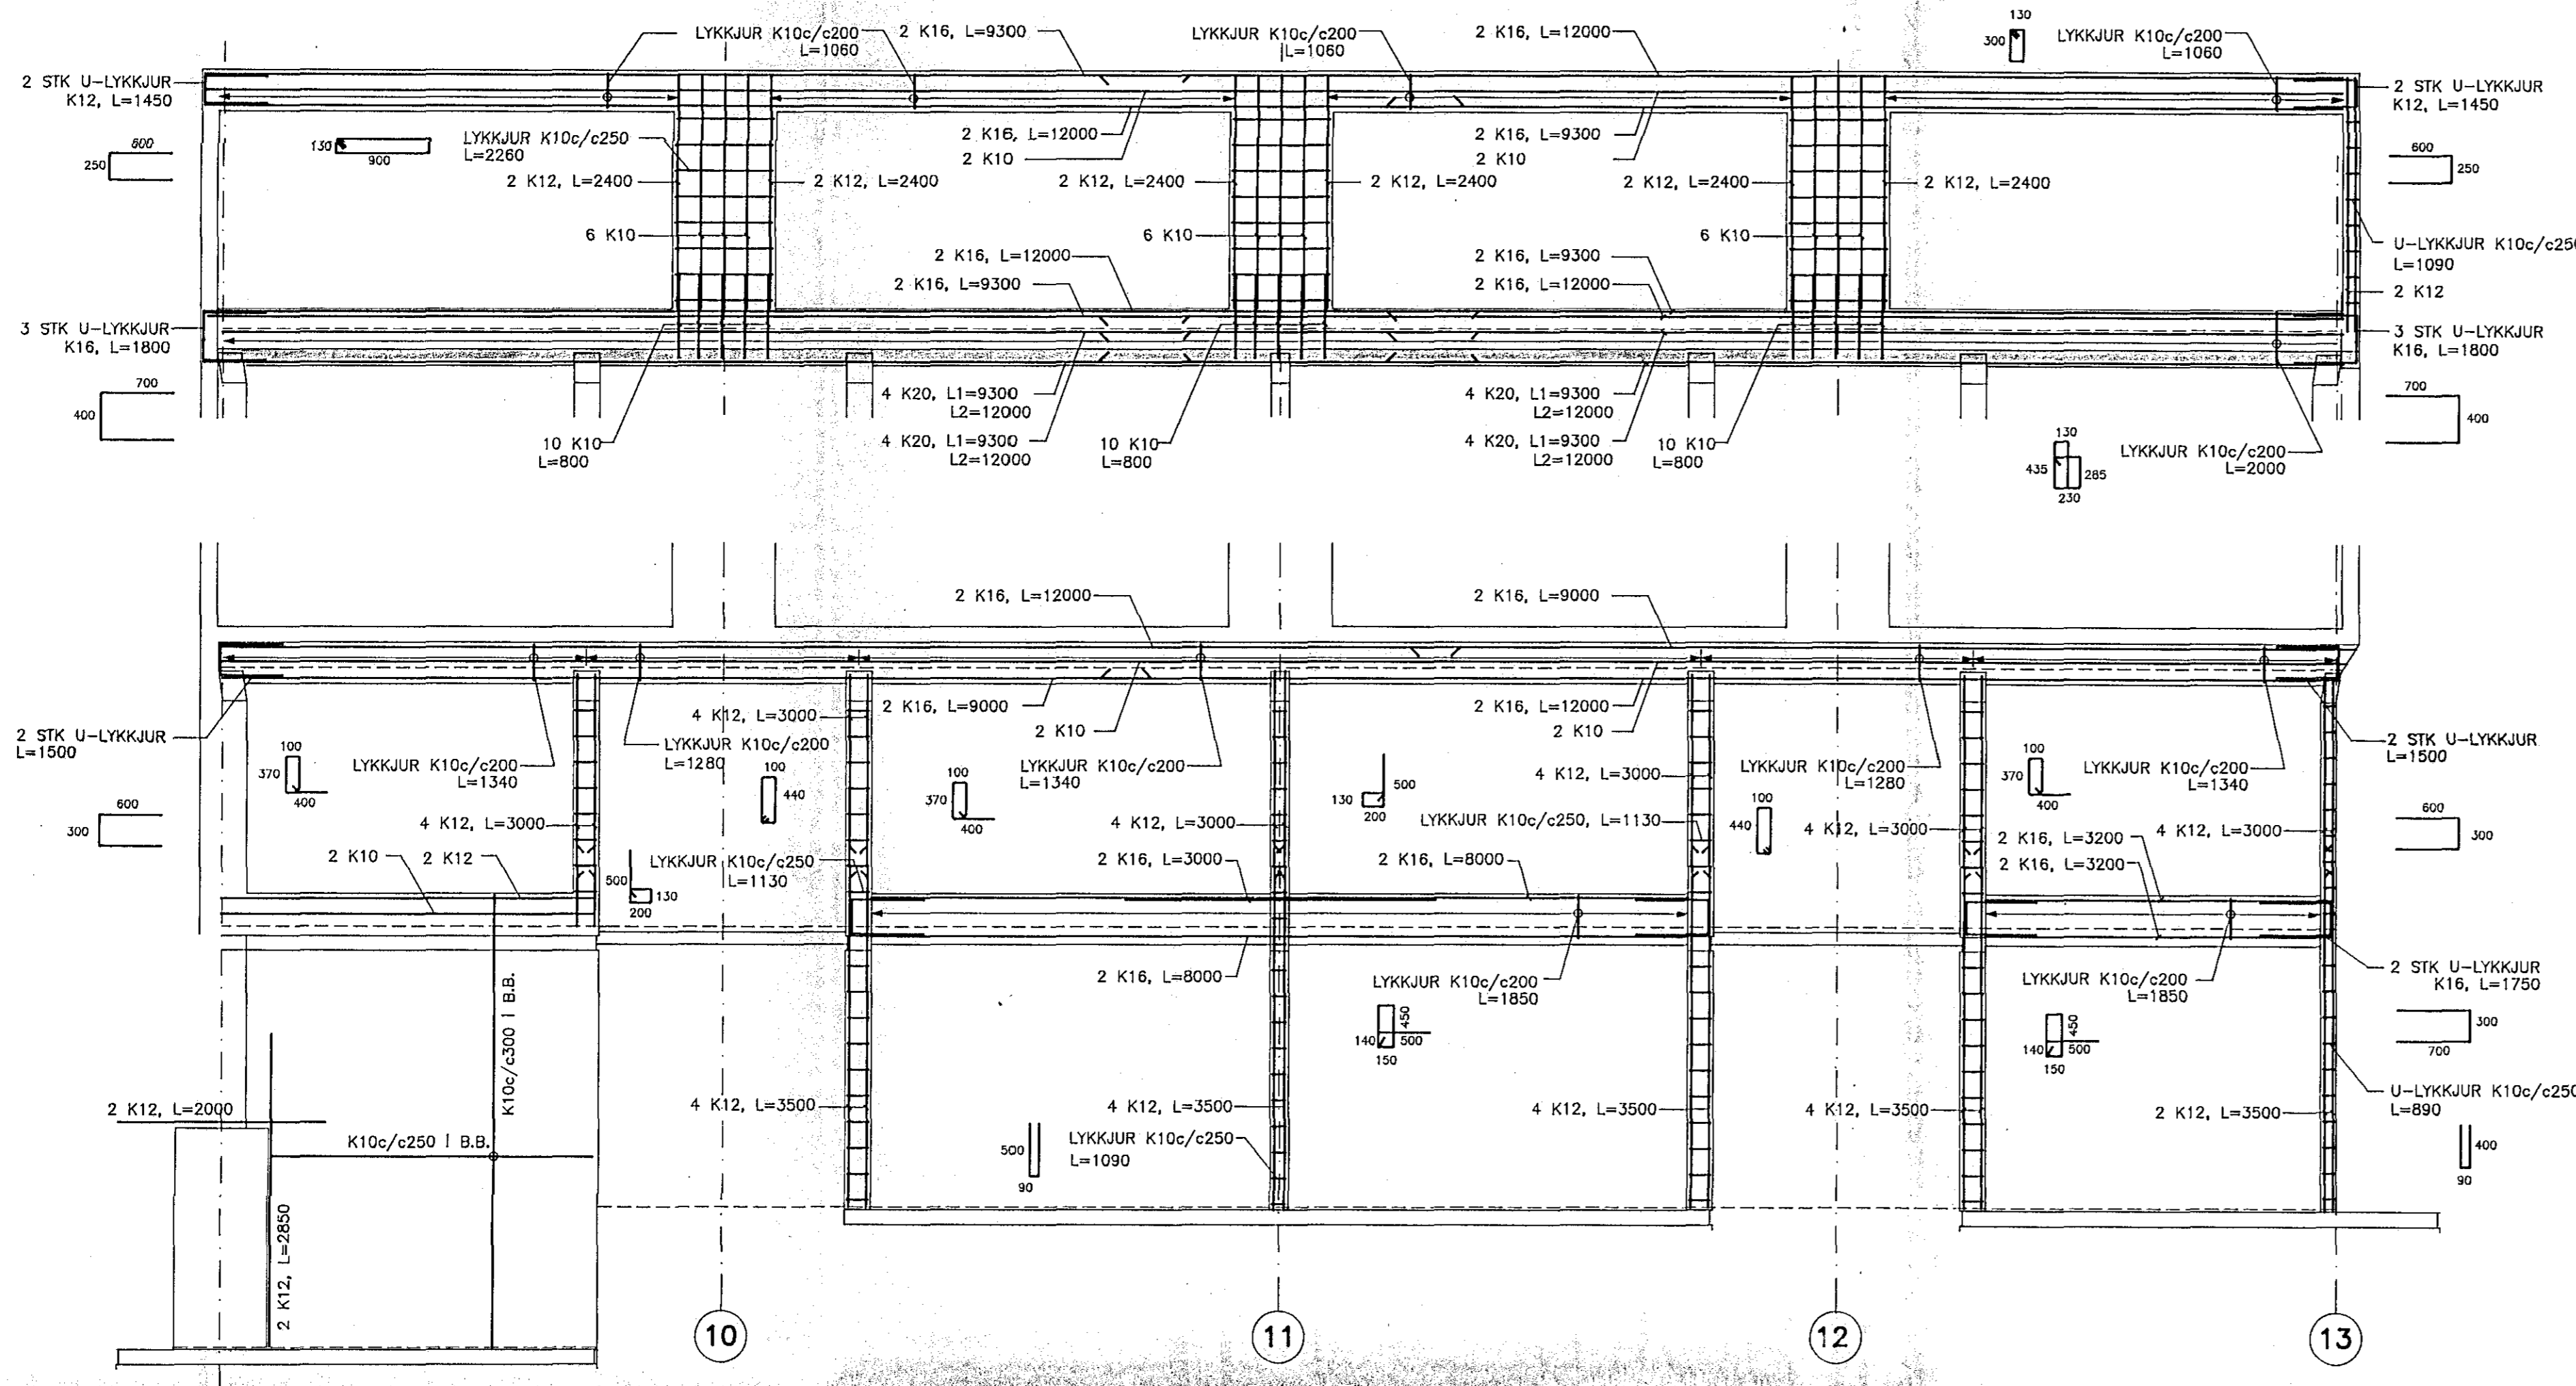 LYKKJUR K10c/c200
L=1060
2 K16, L=9300
LYKKJUR K10c/c200
L=1060
2 K16, L=12000
130
300
LYKKJUR K10c/c200
L=1060
2 STK U-LYKKJUR
K12, L=1450
2 STK U-LYKKJUR
K12, L=1450
600
250
130
900
LYKKJUR K10c/c250
L=2260
2 K16, L=12000
2 K10
2 K16, L=9300
2 K10
600
250
2 K12, L=2400
2 K12, L=2400
2 K12, L=2400
2 K12, L=2400
2 K12, L=2400
2 K12, L=2400
6 K10
6 K10
6 K10
U-LYKKJUR K10c/c250
L=1090
2 K12
2 K16, L=12000
2 K16, L=9300
2 K16, L=9300
2 K16, L=12000
3 STK U-LYKKJUR
K16, L=1800
3 STK U-LYKKJUR
K16, L=1800
700
400
700
400
4 K20, L1=9300
L2=12000
4 K20, L1=9300
L2=12000
4 K20, L1=9300
L2=12000
4 K20, L1=9300
L2=12000
10 K10
L=800
10 K10
L=800
10 K10
L=800
130
435
285
230
LYKKJUR K10c/c200
L=2000
2 K16, L=12000
2 K16, L=9000
2 STK U-LYKKJUR
L=1500
4 K12, L=3000
2 K16, L=9000
2 K10
2 K16, L=12000
2 K10
2 STK U-LYKKJUR
L=1500
100
370
400
LYKKJUR K10c/c200
L=1340
LYKKJUR K10c/c200
L=1280
100
440
100
370
400
LYKKJUR K10c/c200
L=1340
500
130
200
4 K12, L=3000
LYKKJUR K10c/c200
L=1280
100
440
100
370
400
LYKKJUR K10c/c200
L=1340
600
300
600
300
4 K12, L=3000
4 K12, L=3000
LYKKJUR K10c/c250, L=1130
4 K12, L=3000
4 K12, L=3000
2 K10
2 K12
LYKKJUR K10c/c250
L=1130
500
130
200
2 K16, L=3000
2 K16, L=8000
2 K16, L=3200
2 K16, L=3200
2 K16, L=8000
LYKKJUR K10c/c200
L=1850
450
140
500
150
LYKKJUR K10c/c200
L=1850
450
140
500
150
2 STK U-LYKKJUR
K16, L=1750
300
700
K10c/c300 I B.B.
2 K12, L=2000
K10c/c250 I B.B.
2 K12, L=2850
4 K12, L=3500
4 K12, L=3500
4 K12, L=3500
4 K12, L=3500
2 K12, L=3500
U-LYKKJUR K10c/c250
L=890
400
90
500
90
LYKKJUR K10c/c250
L=1090
10
11
12
13